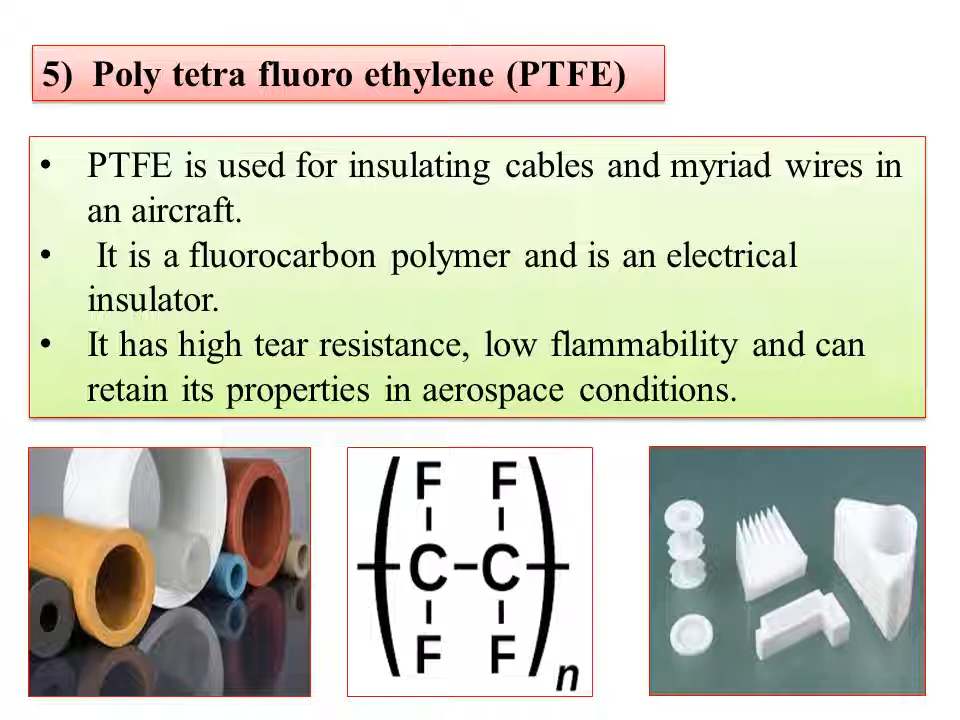 5) Poly tetra fluoro ethylene (PTFE)
• PTFE is used for insulating cables and myriad wires in
an aircraft.
• It is a fluorocarbon polymer and is an electrical
insulator.
• It has high tear resistance, low flammability and can
retain its properties in aerospace conditions.
F F
C C
F F
n